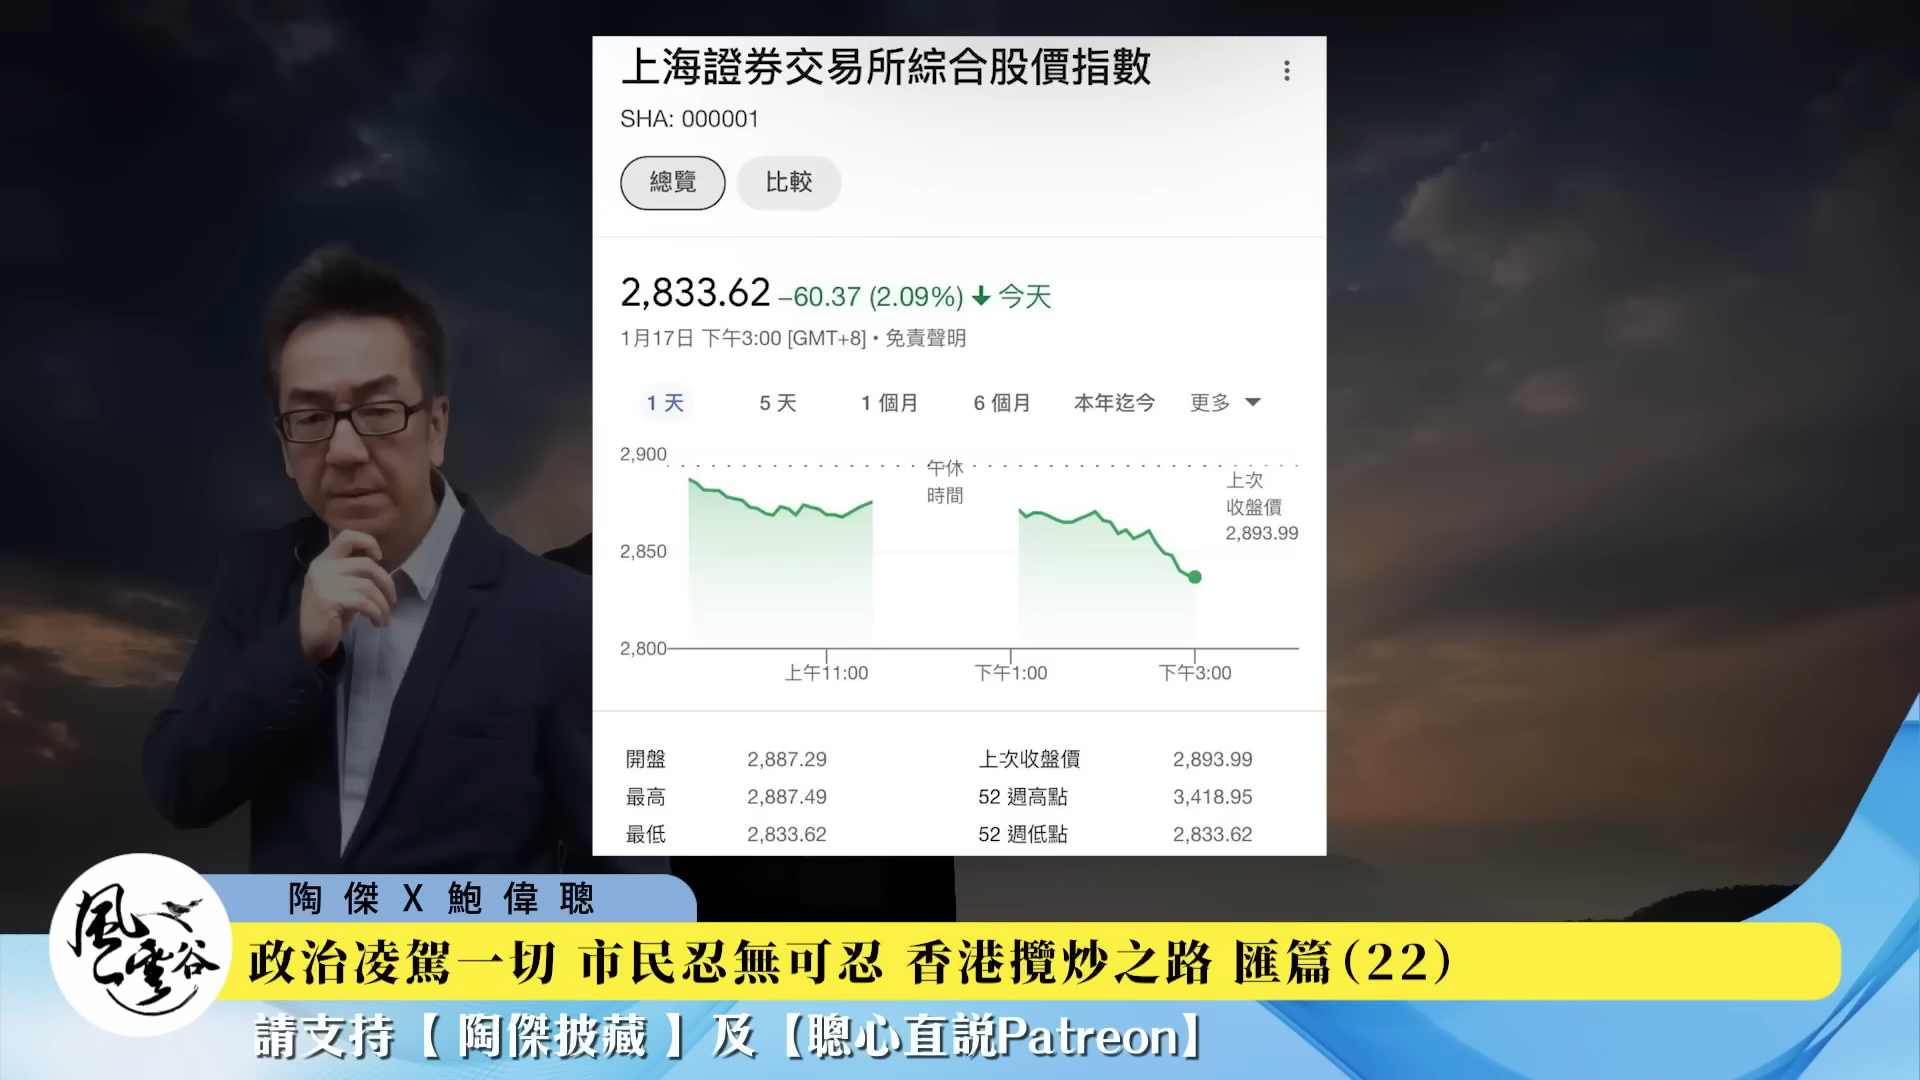 上海證券交易所綜合股價指數
SHA: 000001
總覽 比較
2,833.62 –60.37 (2.09%) ↓ 今天
1月17日 下午3:00 [GMT+8] • 免責聲明
1 天 5 天 1 個月 6 個月 本年迄今 更多
2,900
午休
時間
上次
收盤價
2,893.99
2,850
2,800
上午11:00 下午1:00 下午3:00
開盤 2,887.29 上次收盤價 2,893.99
最高 2,887.49 52 週高點 3,418.95
最低 2,833.62 52 週低點 2,833.62
風雲谷
陶傑X鮑偉聰
政治凌駕一切 市民忍無可忍 香港攬炒之路 匯篇(22)
請支持【陶傑披藏】及【聰心直說Patreon】